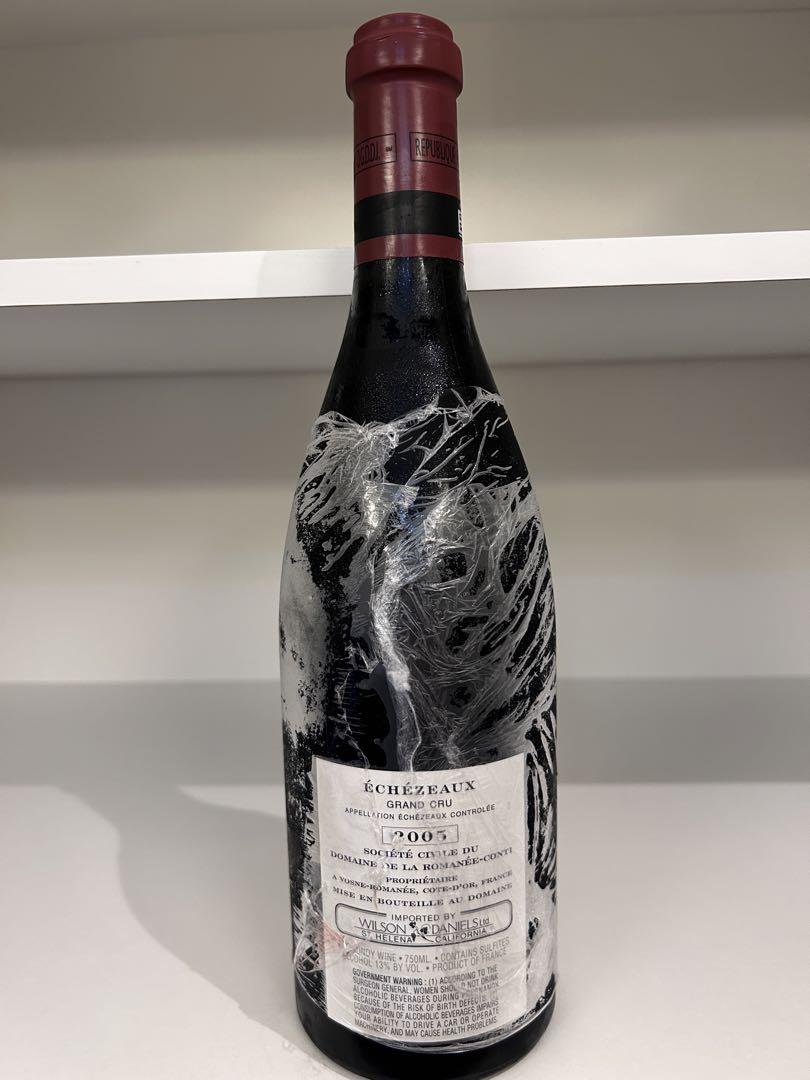 D.G.D.D.I.
REPUBLIQUE
ÉCHÉZEAUX
GRAND CRU
APPELLATION ÉCHÉZEAUX CONTROLÉE
2005
SOCIÉTÉ CIVILE DU
DOMAINE DE LA ROMANÉE-CONTI
PROPRIÉTAIRE
A VOSNE-ROMANÉE, COTE-D'OR, FRANCE
MISE EN BOUTEILLE AU DOMAINE
IMPORTED BY
WILSON DANIELS Ltd.
ST. HELENA CALIFORNIA
WINE • 750ML. • CONTAINS SULFITES
ALCOHOL 13% BY VOL. • PRODUCT OF FRANCE
GOVERNMENT WARNING : (1) ACCORDING TO THE
SURGEON GENERAL, WOMEN SHOULD NOT DRINK
ALCOHOLIC BEVERAGES DURING PREGNANCY
BECAUSE OF THE RISK OF BIRTH DEFECTS
CONSUMPTION OF ALCOHOLIC BEVERAGES IMPAIRS
YOUR ABILITY TO DRIVE A CAR OR OPERATE
MACHINERY, AND MAY CAUSE HEALTH PROBLEMS.